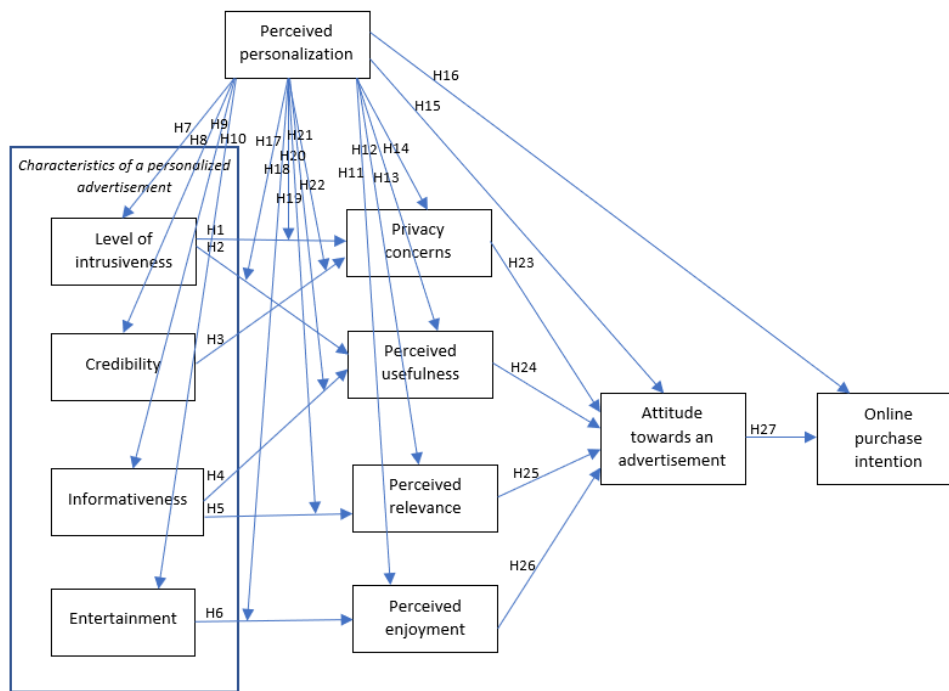 Perceived
personalization
H16
H15
H7
H9
H8
H10
H17
H21
H20
H18
H19
H22
H12
H14
H11
H13
Characteristics of a personalized
advertisement
Level of
intrusiveness
H1
H2
Privacy
concerns
H23
Credibility
H3
Perceived
usefulness
H24
Attitude
towards an
advertisement
H27
Online
purchase
intention
Informativeness
H4
H5
Perceived
relevance
H25
H26
Entertainment
H6
Perceived
enjoyment